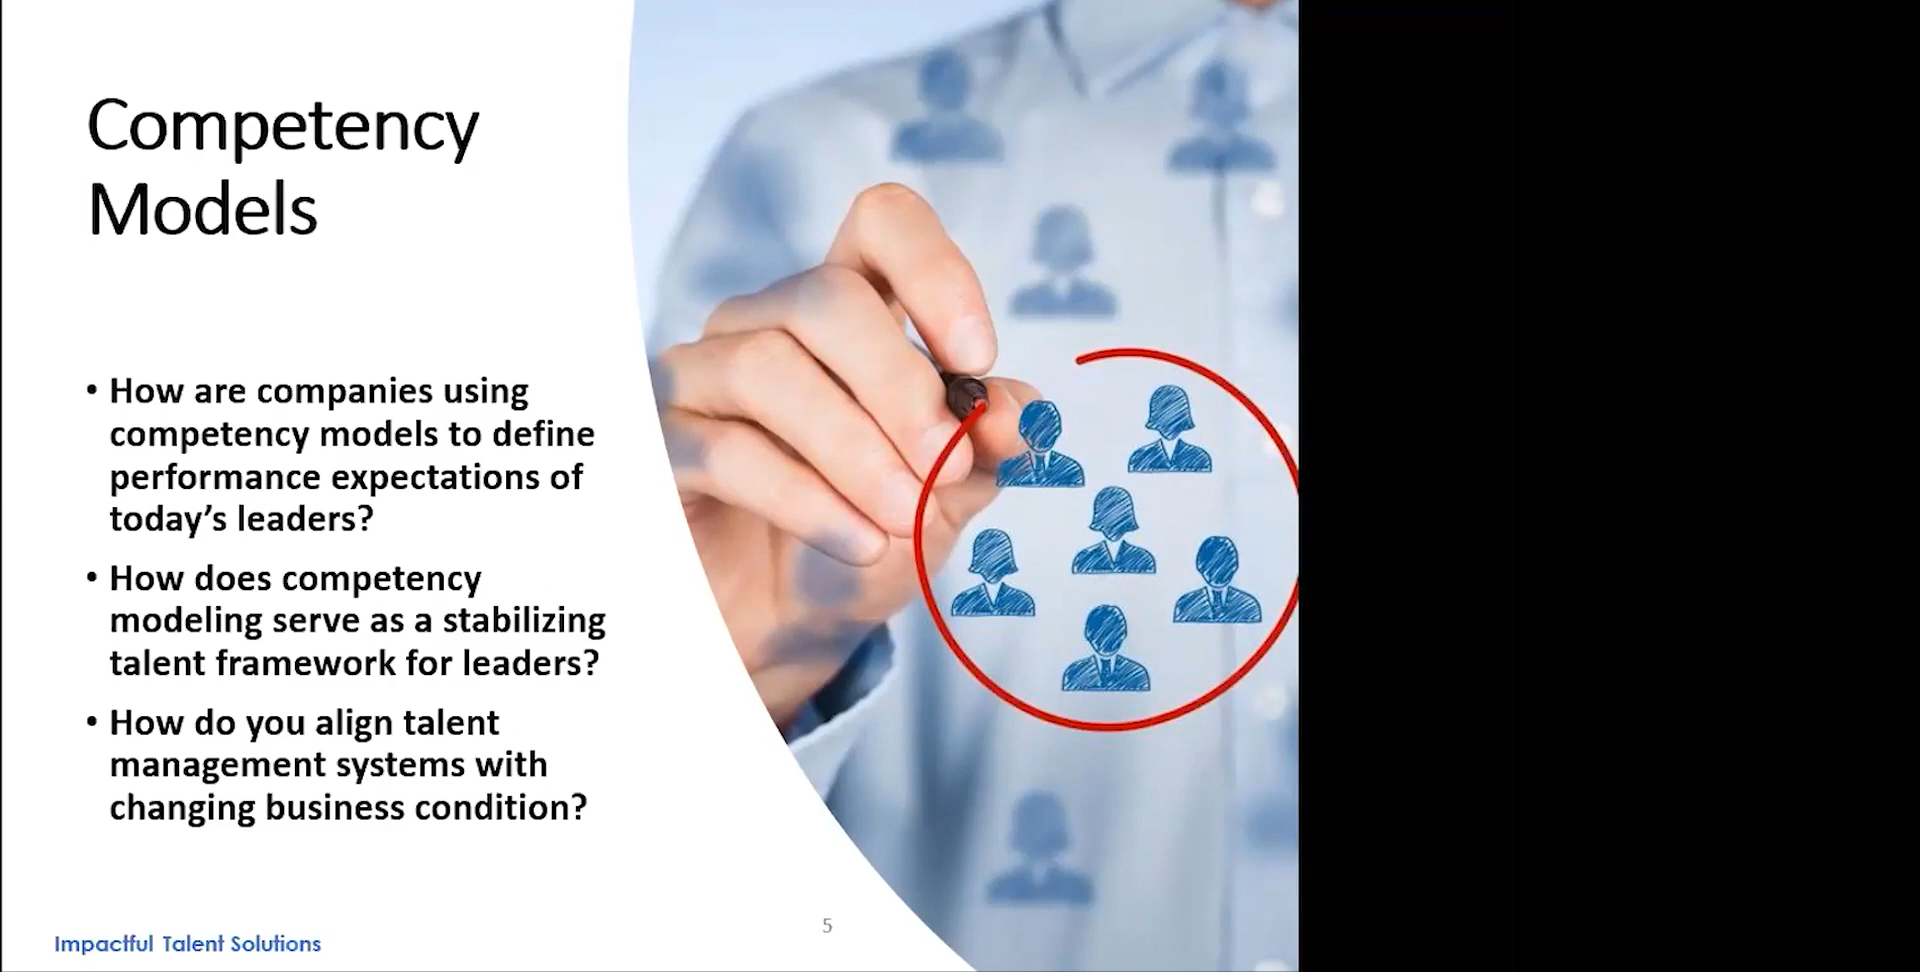 Competency
Models
• How are companies using
competency models to define
performance expectations of
today’s leaders?
• How does competency
modeling serve as a stabilizing
talent framework for leaders?
• How do you align talent
management systems with
changing business condition?
5
Impactful Talent Solutions